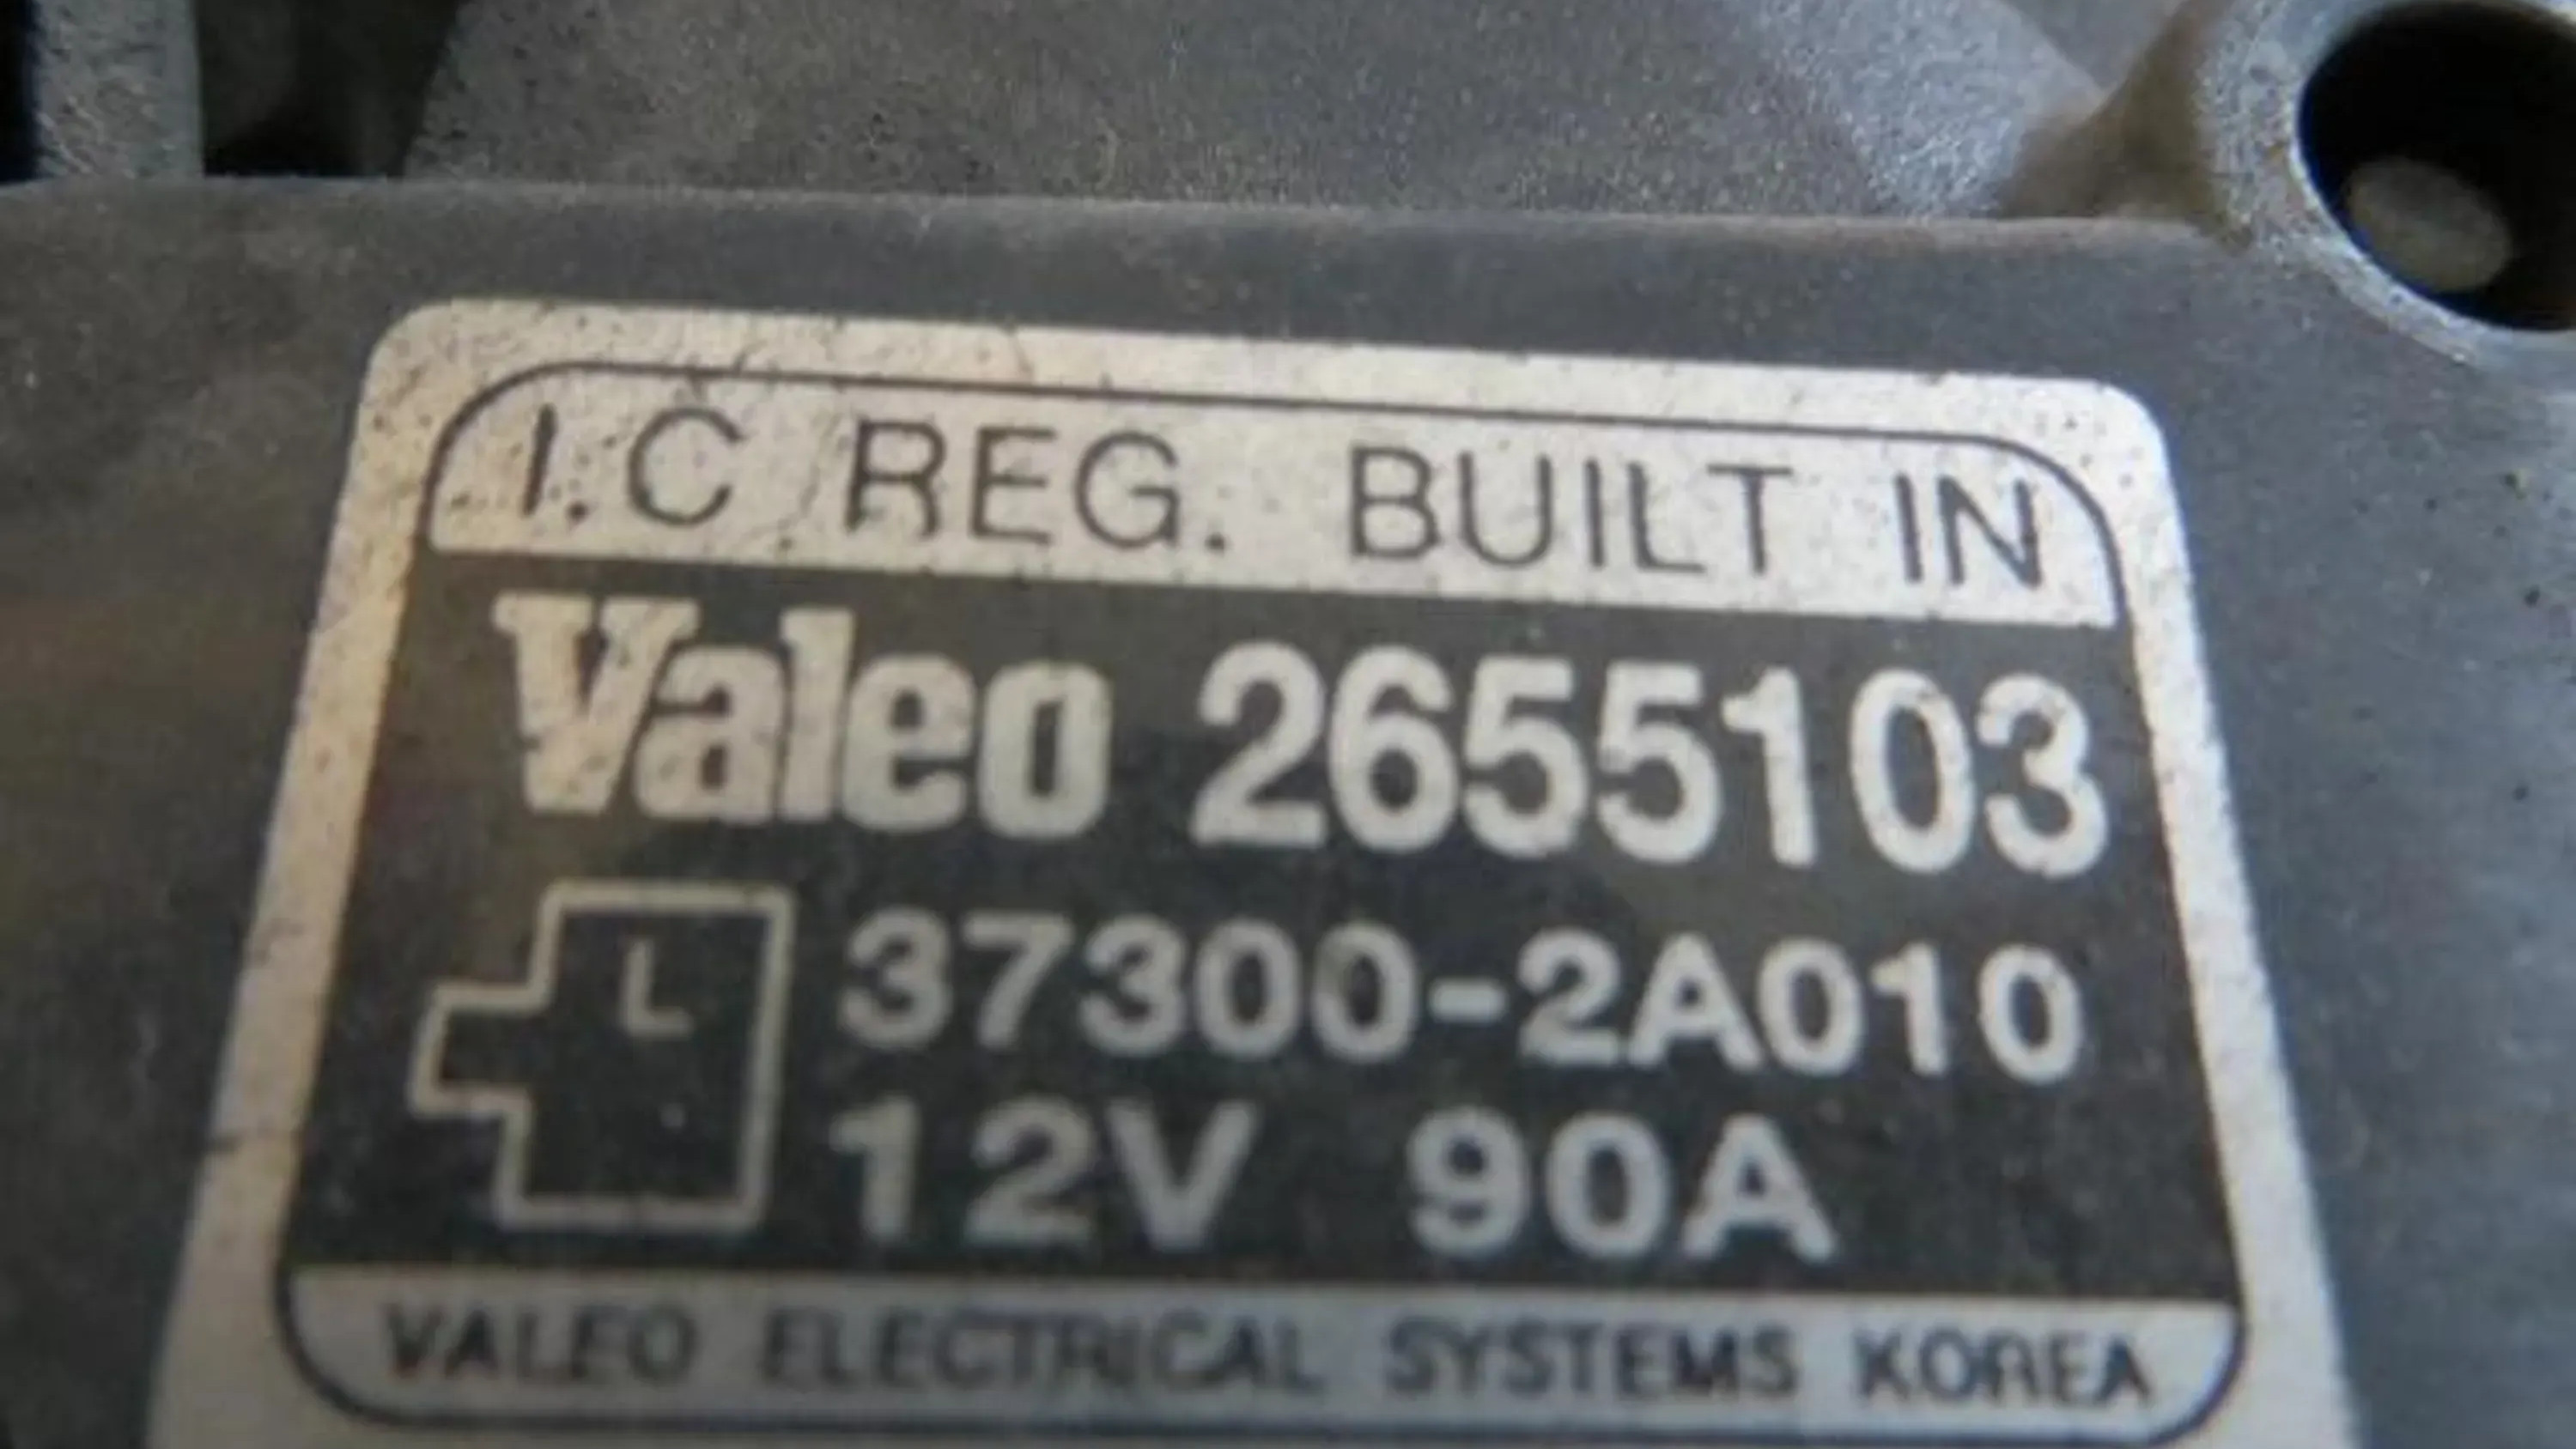 I.C REG. BUILT IN
Valeo 2655103
L 37300-2A010
12V 90A
VALEO ELECTRICAL SYSTEMS KOREA